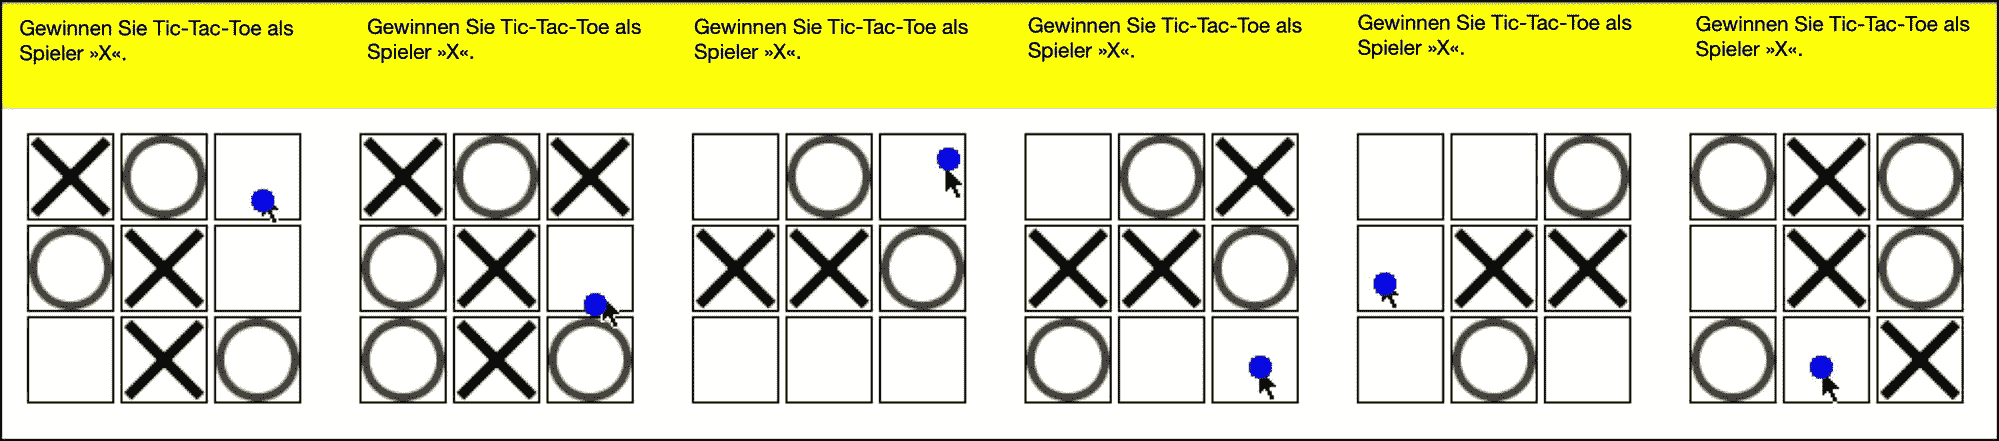 Gewinnen Sie Tic-Tac-Toe als
Spieler »X«.
Gewinnen Sie Tic-Tac-Toe als
Spieler »X«.
Gewinnen Sie Tic-Tac-Toe als
Spieler »X«.
Gewinnen Sie Tic-Tac-Toe als
Spieler »X«.
Gewinnen Sie Tic-Tac-Toe als
Spieler »X«.
Gewinnen Sie Tic-Tac-Toe als
Spieler »X«.